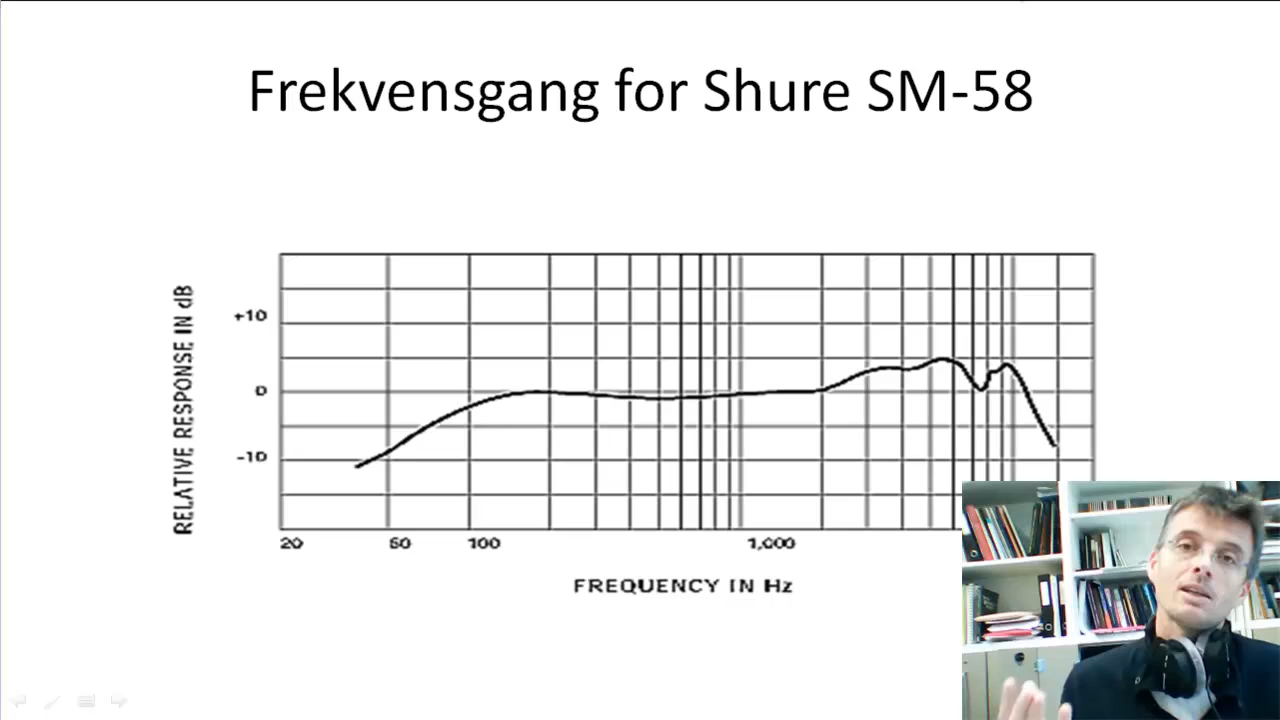 Frekvensgang for Shure SM-58
RELATIVE RESPONSE IN dB
+10
0
-10
20
50
100
1,000
FREQUENCY IN Hz